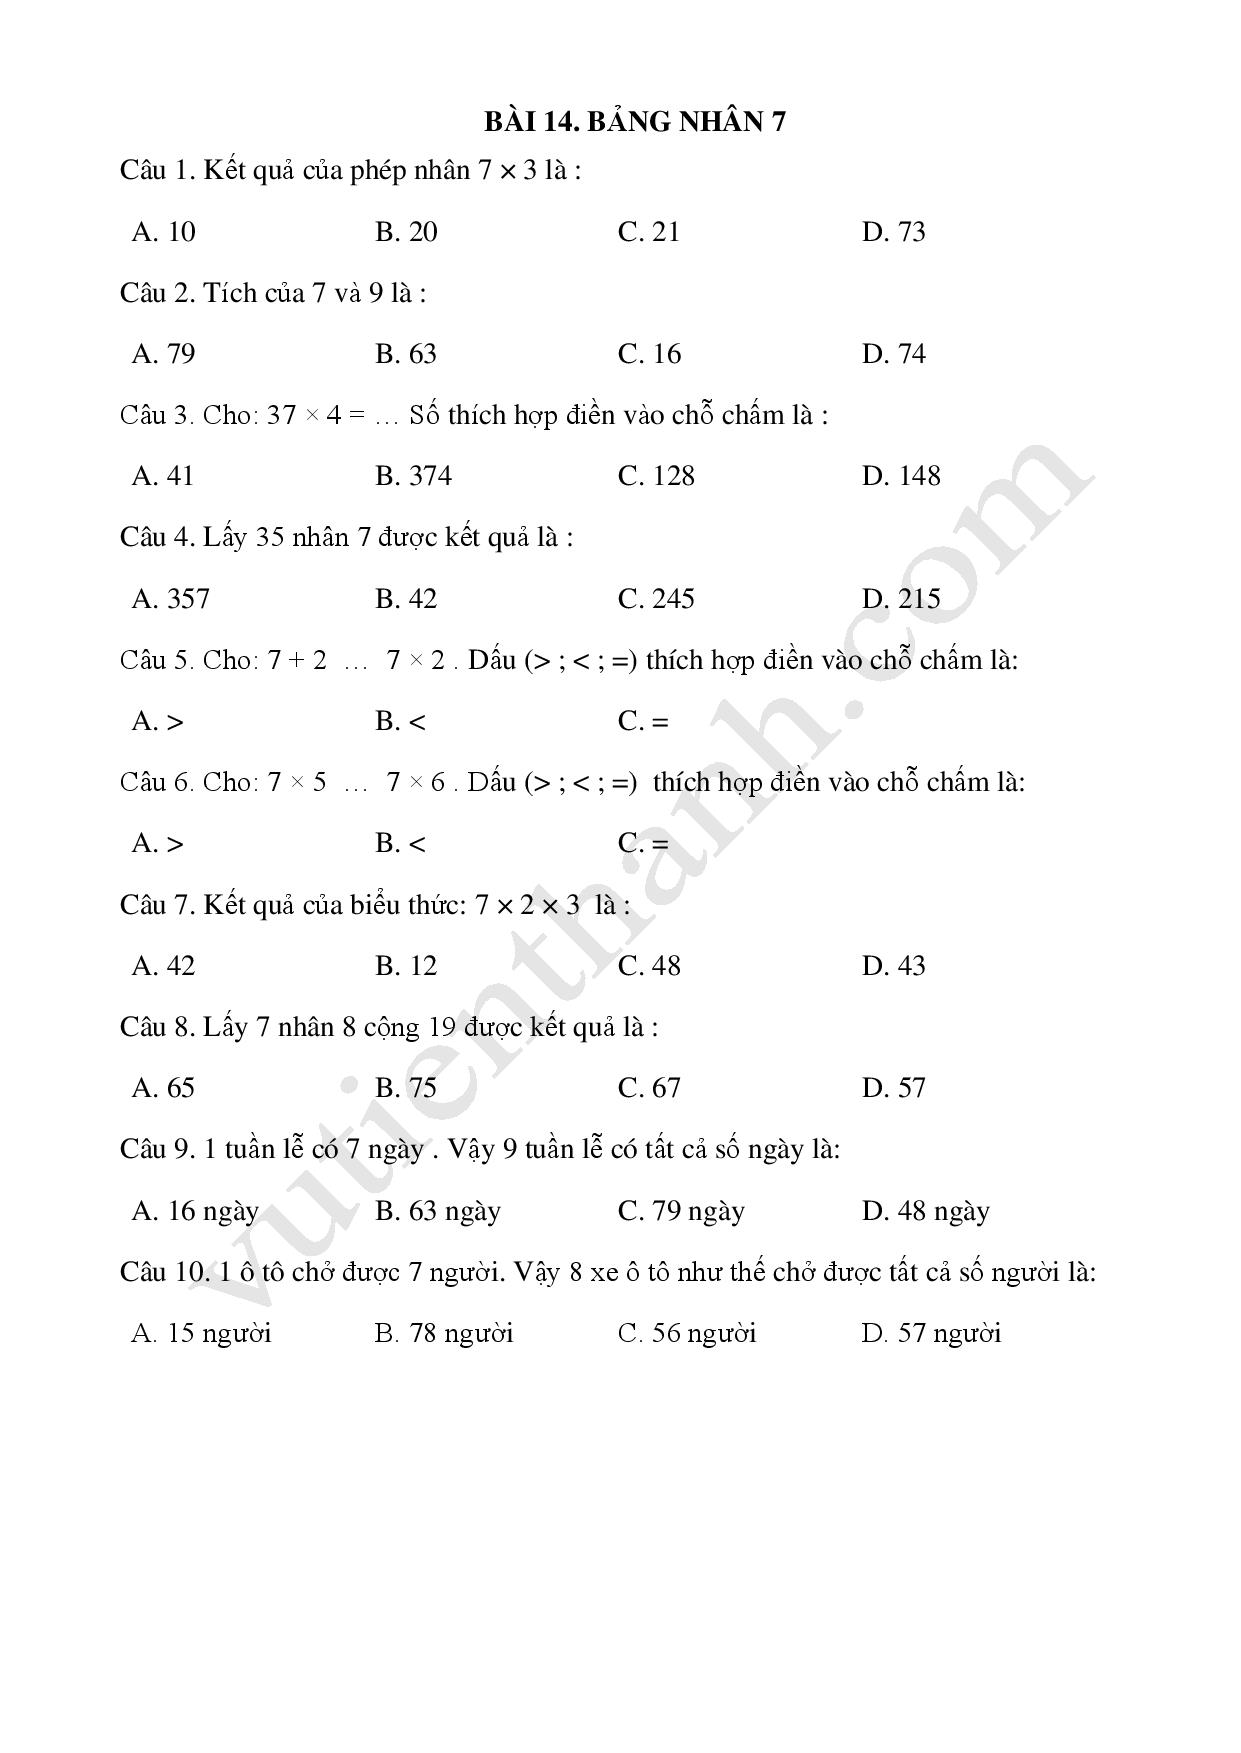 BÀI 14. BẢNG NHÂN 7
Câu 1. Kết quả của phép nhân 7 × 3 là :
A. 10 B. 20 C. 21 D. 73
Câu 2. Tích của 7 và 9 là :
A. 79 B. 63 C. 16 D. 74
Câu 3. Cho: 37 × 4 = … Số thích hợp điền vào chỗ chấm là :
A. 41 B. 374 C. 128 D. 148
Câu 4. Lấy 35 nhân 7 được kết quả là :
A. 357 B. 42 C. 245 D. 215
Câu 5. Cho: 7 + 2 … 7 × 2 . Dấu (> ; < ; =) thích hợp điền vào chỗ chấm là:
A. > B. < C. =
Câu 6. Cho: 7 × 5 … 7 × 6 . Dấu (> ; < ; =) thích hợp điền vào chỗ chấm là:
A. > B. < C. =
Câu 7. Kết quả của biểu thức: 7 × 2 × 3 là :
A. 42 B. 12 C. 48 D. 43
Câu 8. Lấy 7 nhân 8 cộng 19 được kết quả là :
A. 65 B. 75 C. 67 D. 57
Câu 9. 1 tuần lễ có 7 ngày . Vậy 9 tuần lễ có tất cả số ngày là:
A. 16 ngày B. 63 ngày C. 79 ngày D. 48 ngày
Câu 10. 1 ô tô chở được 7 người. Vậy 8 xe ô tô như thế chở được tất cả số người là:
A. 15 người B. 78 người C. 56 người D. 57 người
vutienthanh.com